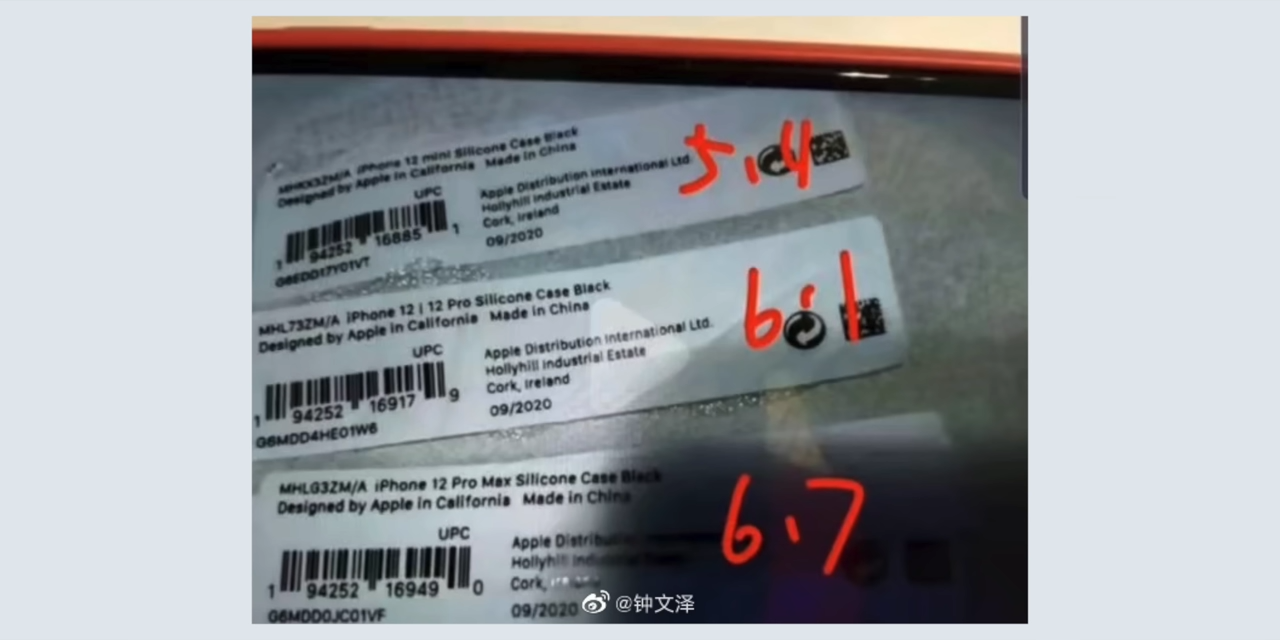 MHKX3ZM/A iPhone 12 mini Silicone Case Black
Designed by Apple in California Made in China
UPC
1 94252 16885 1
G6EDD17Y01VT
Apple Distribution International Ltd.
Hollyhill Industrial Estate
Cork, Ireland
09/2020
5.4
MHL73ZM/A iPhone 12 | 12 Pro Silicone Case Black
Designed by Apple in California Made in China
UPC
1 94252 16917 9
G6MDD4HE01W6
Apple Distribution International Ltd.
Hollyhill Industrial Estate
Cork, Ireland
09/2020
6.1
MHLG3ZM/A iPhone 12 Pro Max Silicone Case Black
Designed by Apple in California Made in China
UPC
1 94252 16949 0
G6MDD0JC01VF
Apple
Cork,
09/2020
6.7
@钟文泽